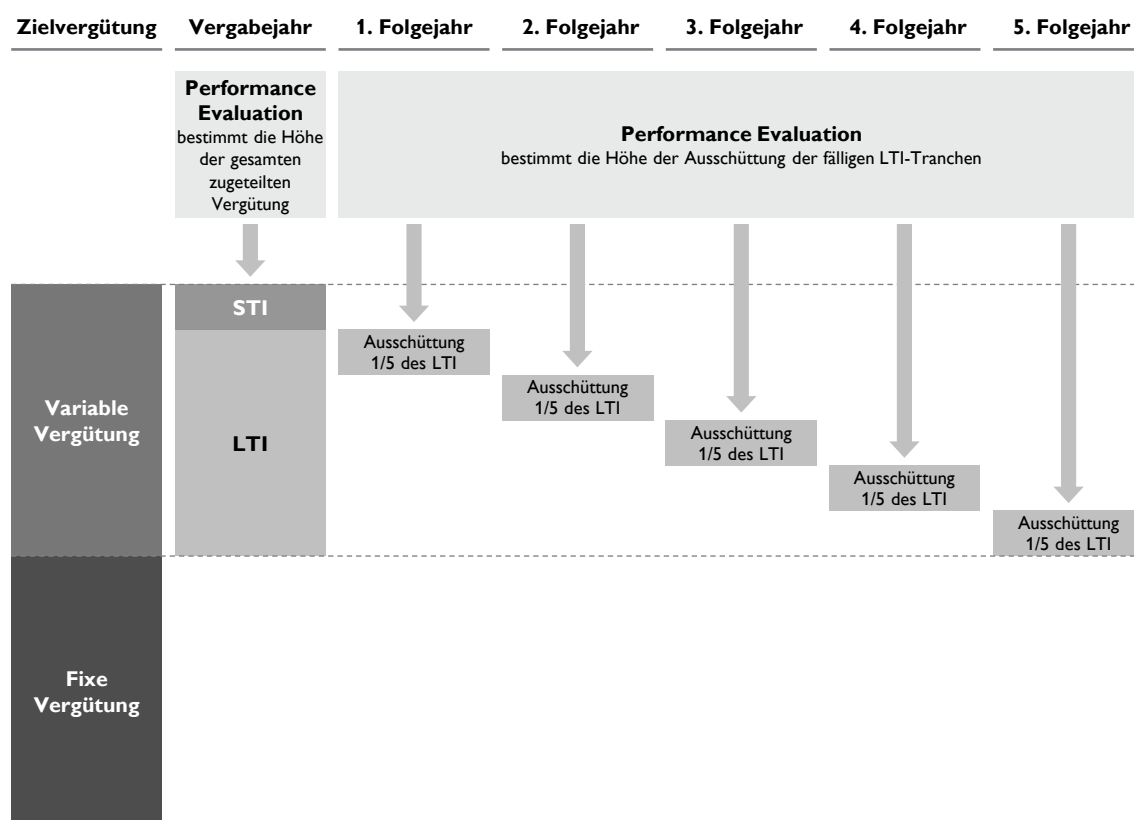 Zielvergütung
Vergabejahr
1. Folgejahr
2. Folgejahr
3. Folgejahr
4. Folgejahr
5. Folgejahr
Performance
Evaluation
bestimmt die Höhe
der gesamten
zugeteilten
Vergütung
Performance Evaluation
bestimmt die Höhe der Ausschüttung der fälligen LTI-Tranchen
Variable
Vergütung
STI
LTI
Ausschüttung
1/5 des LTI
Ausschüttung
1/5 des LTI
Ausschüttung
1/5 des LTI
Ausschüttung
1/5 des LTI
Ausschüttung
1/5 des LTI
Fixe
Vergütung